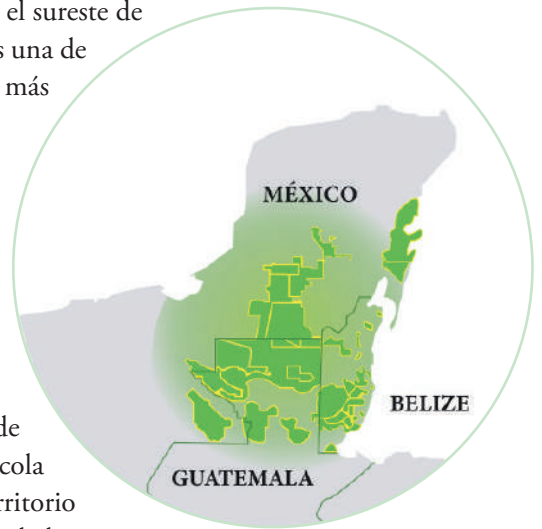 el sureste de
s una de
más
MÉXICO
BELIZE
de
GUATEMALA
cola
rritorio